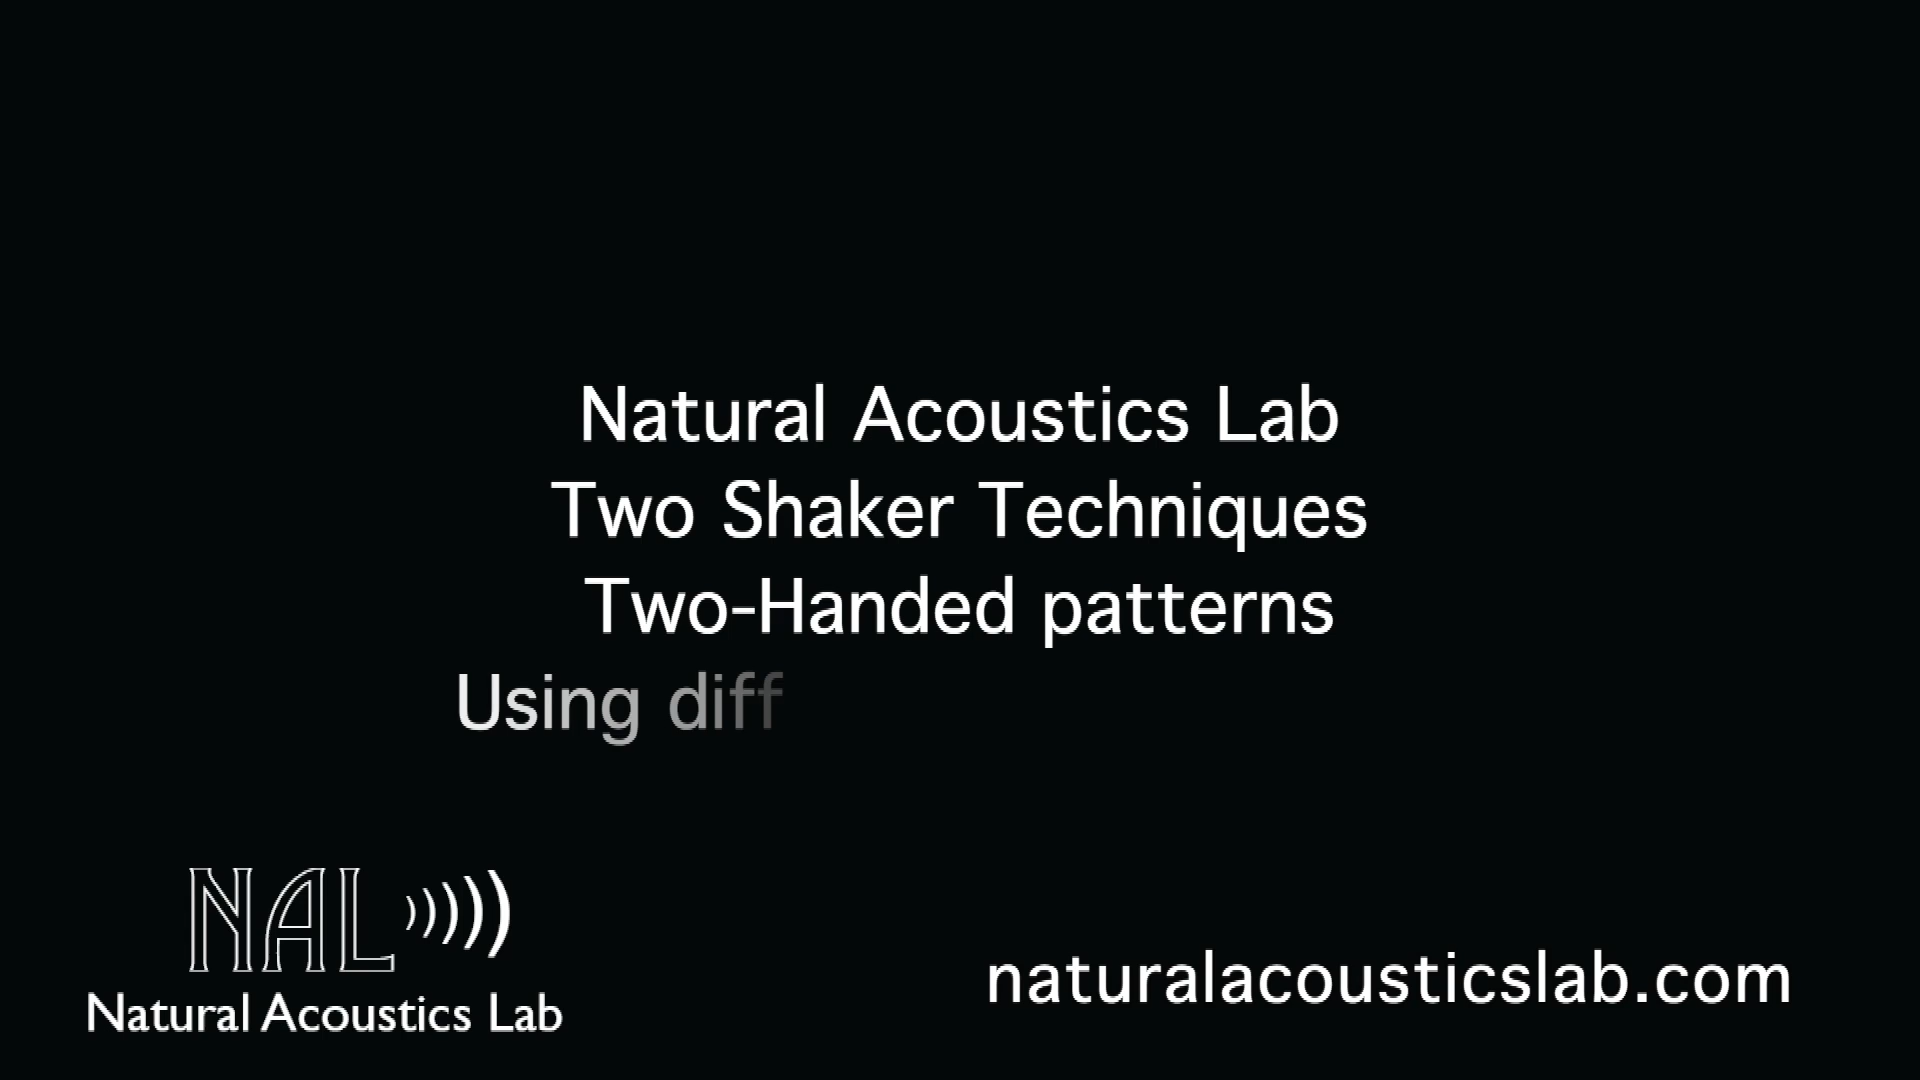 Natural Acoustics Lab
Two Shaker Techniques
Two-Handed patterns
Using diff
NAL
Natural Acoustics Lab
naturalacousticslab.com